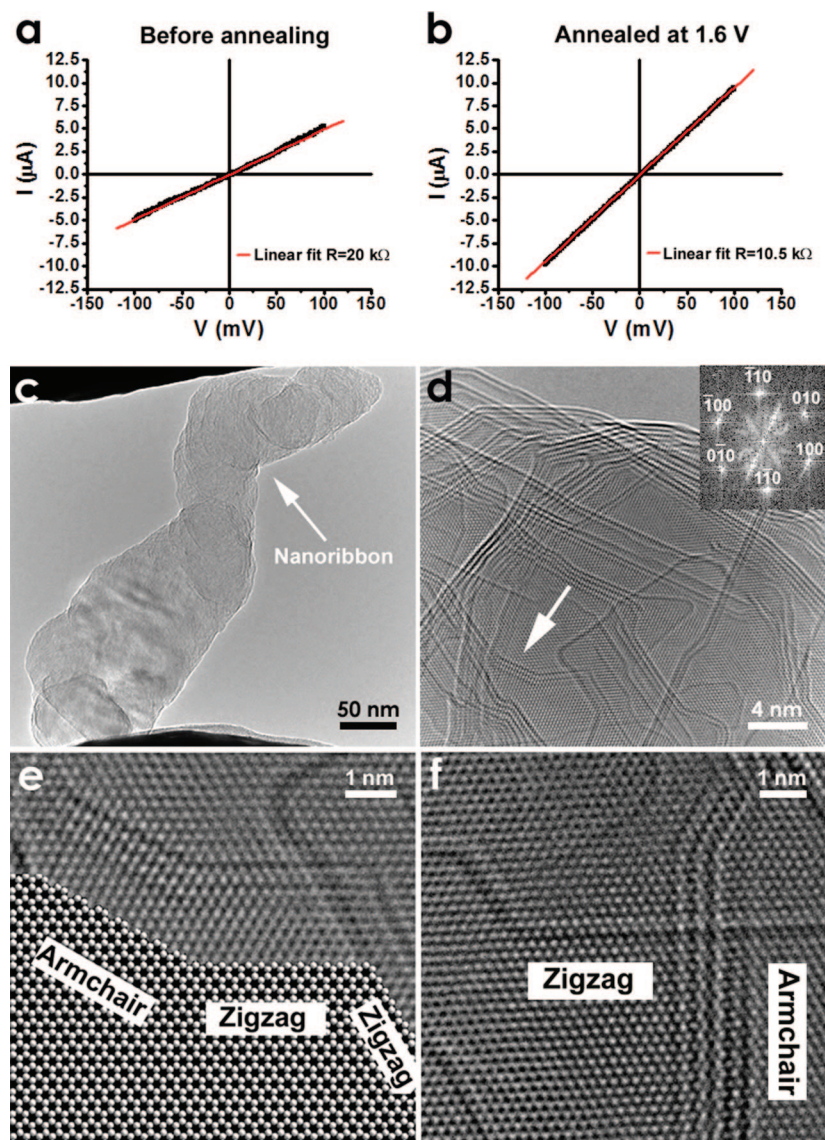 a
Before annealing
12.5
10.0
7.5
5.0
2.5
0.0
-2.5
-5.0
-7.5
-10.0
-12.5
I (μA)
Linear fit R=20 kΩ
-150 -100 -50 0 50 100 150
V (mV)
b
Annealed at 1.6 V
12.5
10.0
7.5
5.0
2.5
0.0
-2.5
-5.0
-7.5
-10.0
-12.5
I (μA)
Linear fit R=10.5 kΩ
-150 -100 -50 0 50 100 150
V (mV)
c
Nanoribbon
50 nm
d
1̄10
1̄00 010
01̄0 100
11̄0
4 nm
e
1 nm
Armchair
Zigzag
Zigzag
f
1 nm
Zigzag
Armchair